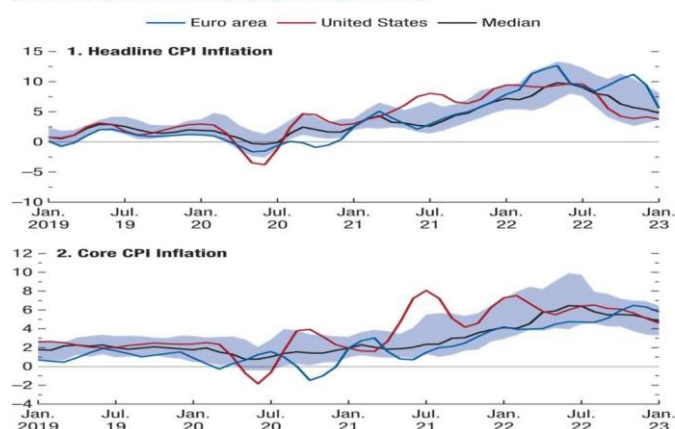 Euro area United States Median
15 1. Headline CPI Inflation
10
5
0
−5
−10
Jan. Jul. Jan. Jul. Jan. Jul. Jan. Jul. Jan.
2019 19 20 20 21 21 22 22 23
12 2. Core CPI Inflation
10
8
6
4
2
0
−2
−4
Jan. Jul. Jan. Jul. Jan. Jul. Jan. Jul. Jan.
2019 19 20 20 21 21 22 22 23